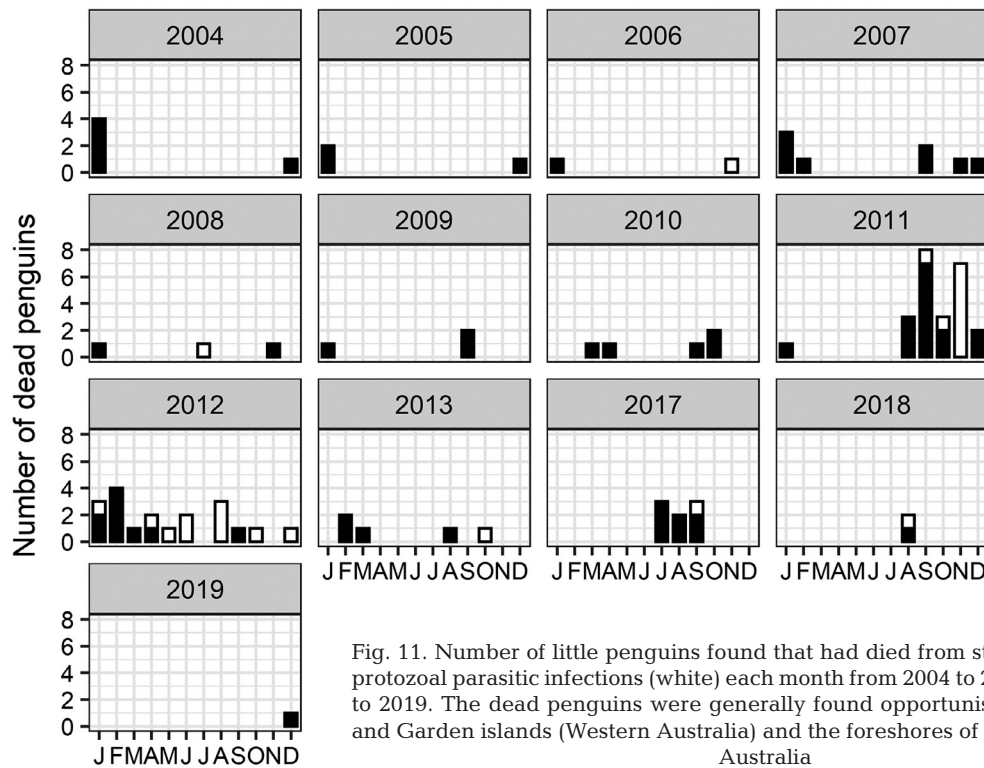 2004 2005 2006 2007
8
6
4
2
0
2008 2009 2010 2011
8
6
4
2
0
Number of dead penguins
2012 2013 2017 2018
8
6
4
2
0
J F M A M J J A S O N D J F M A M J J A S O N D J F M A M J J A S O N D
2019
8
6
4
2
0
J F M A M J J A S O N D
Fig. 11. Number of little penguins found that had died from
protozoal parasitic infections (white) each month from 2004 to
to 2019. The dead penguins were generally found
and Garden islands (Western Australia) and the foreshores of
Australia